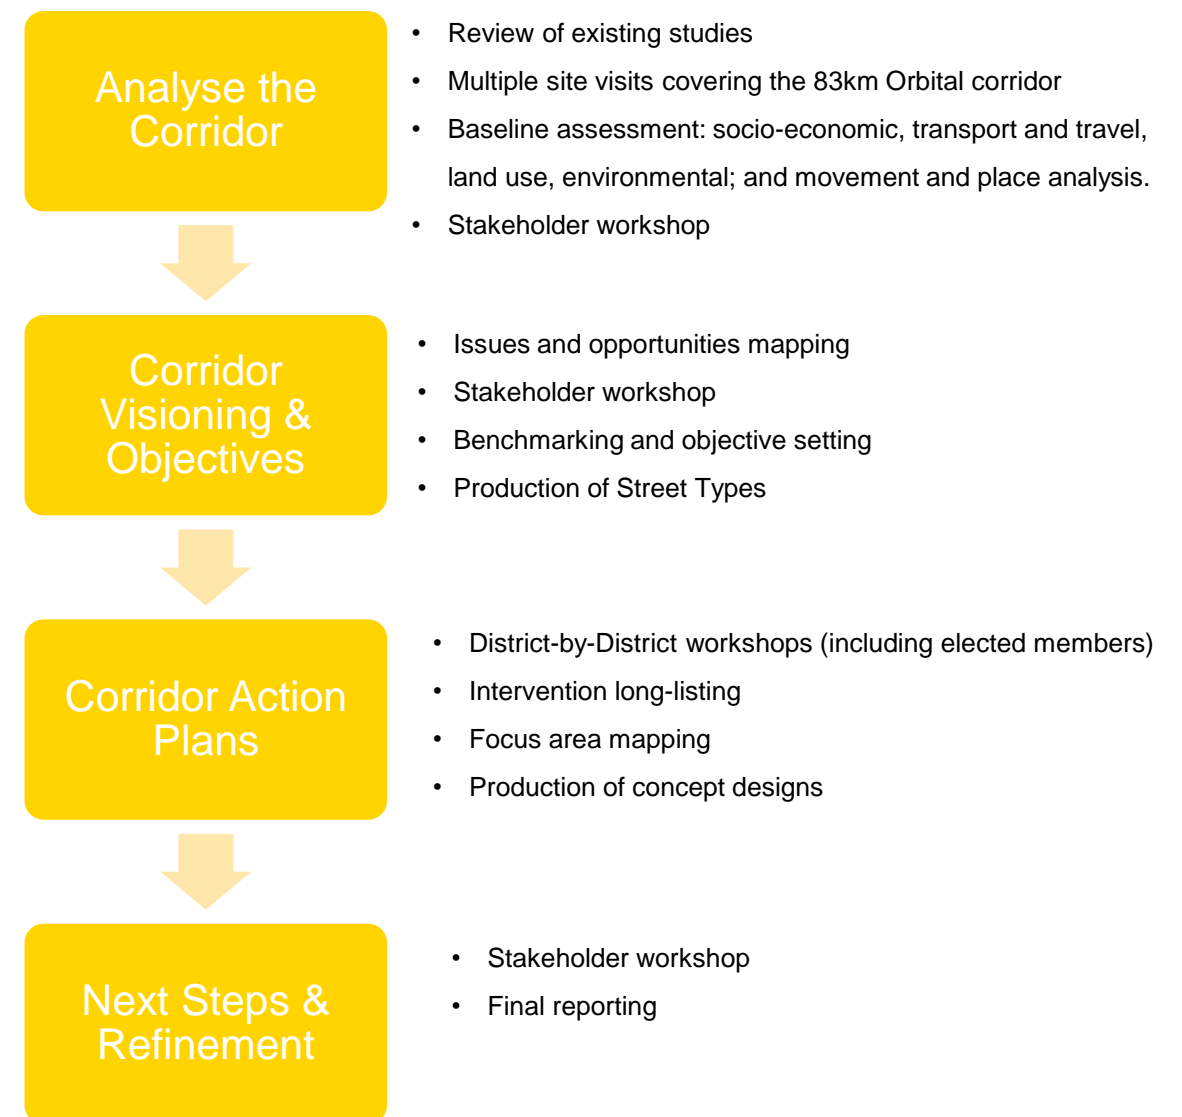 Analyse the
Corridor
• Review of existing studies
• Multiple site visits covering the 83km Orbital corridor
• Baseline assessment: socio-economic, transport and travel,
land use, environmental; and movement and place analysis.
• Stakeholder workshop
Corridor
Visioning &
Objectives
• Issues and opportunities mapping
• Stakeholder workshop
• Benchmarking and objective setting
• Production of Street Types
Corridor Action
Plans
• District-by-District workshops (including elected members)
• Intervention long-listing
• Focus area mapping
• Production of concept designs
Next Steps &
Refinement
• Stakeholder workshop
• Final reporting